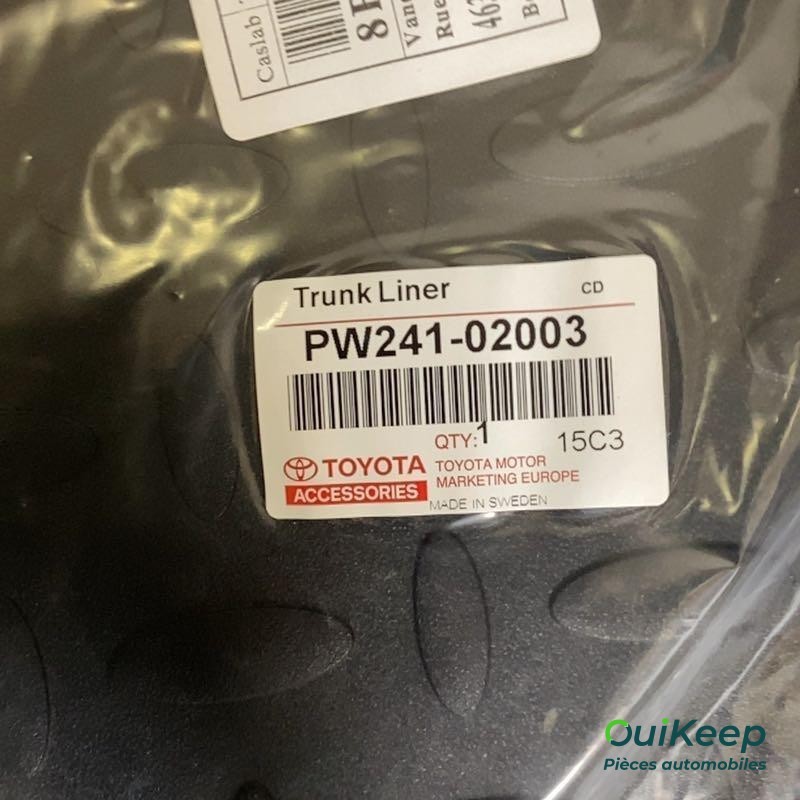 Caslab
Rue
Trunk Liner CD
PW241-02003
QTY: 1 15C3
TOYOTA
ACCESSORIES
TOYOTA MOTOR
MARKETING EUROPE
MADE IN SWEDEN
OuiKeep
Pièces automobiles